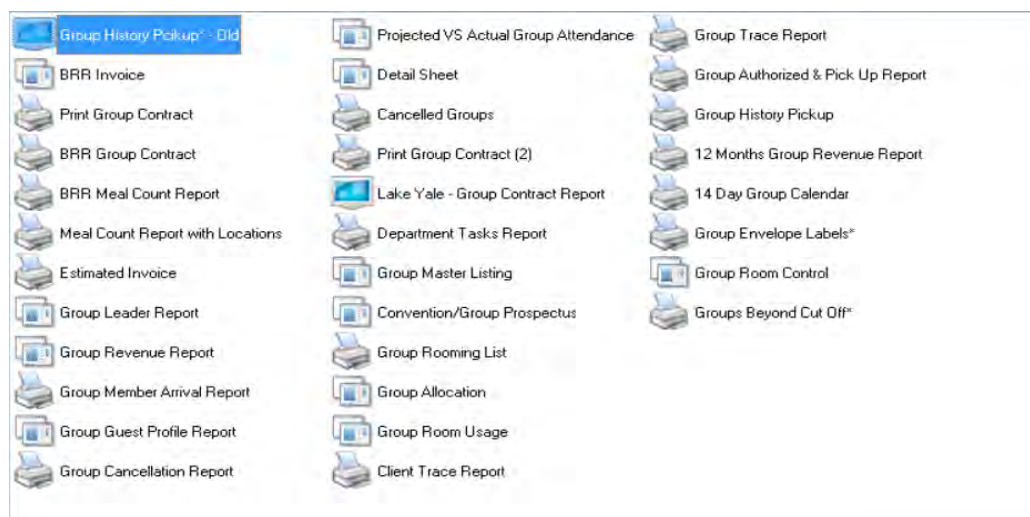 Group History Pcikup* - Old
BRR Invoice
Print Group Contract
BRR Group Contract
BRR Meal Count Report
Meal Count Report with Locations
Estimated Invoice
Group Leader Report
Group Revenue Report
Group Member Arrival Report
Group Guest Profile Report
Group Cancellation Report
Projected VS Actual Group Attendance
Detail Sheet
Cancelled Groups
Print Group Contract (2)
Lake Yale - Group Contract Report
Department Tasks Report
Group Master Listing
Convention/Group Prospectus
Group Rooming List
Group Allocation
Group Room Usage
Client Trace Report
Group Trace Report
Group Authorized & Pick Up Report
Group History Pickup
12 Months Group Revenue Report
14 Day Group Calendar
Group Envelope Labels*
Group Room Control
Groups Beyond Cut Off*